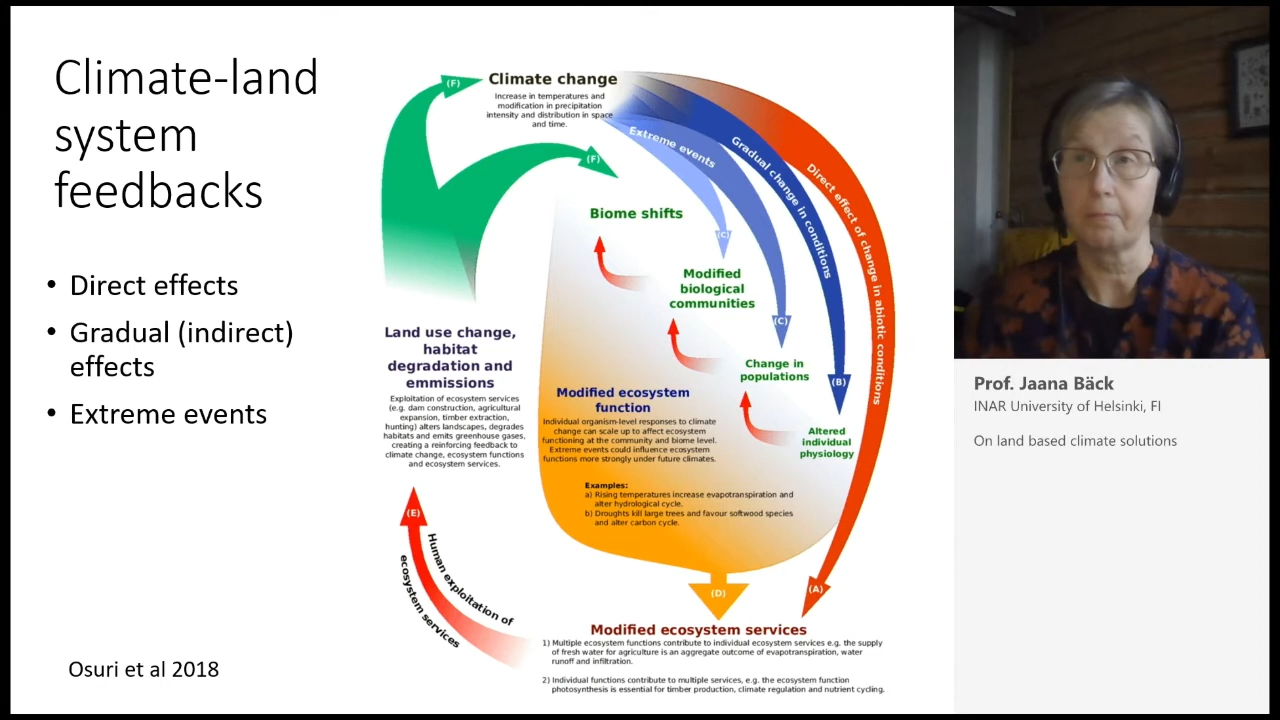 Climate-land
system
feedbacks
• Direct effects
• Gradual (indirect)
effects
• Extreme events
Osuri et al 2018
(F)
Climate change
Increase in temperatures and
modification in precipitation
intensity and distribution in space
and time.
(F)
Extreme events
Gradual change in conditions
Direct effect of change in abiotic conditions
Biome shifts
(C)
Modified
biological
communities
(C)
Change in
populations
(B)
Altered
individual
physiology
Land use change,
habitat
degradation and
emmissions
Exploitation of ecosystem services
(e.g. dam construction, agricultural
expansion, timber extraction,
hunting) alters landscapes, degrades
habitats and emits greenhouse gases,
creating a reinforcing feedback to
climate change, ecosystem functions
and ecosystem services.
Modified ecosystem
function
Individual organism-level responses to climate
change can scale up to affect ecosystem
functioning at the community and biome level.
Extreme events could influence ecosystem
functions more strongly under future climates.
Examples:
a) Rising temperatures increase evapotranspiration and
alter hydrological cycle.
b) Droughts kill large trees and favour softwood species
and alter carbon cycle.
(E)
Human exploitation of
ecosystem services
(D)
(A)
Modified ecosystem services
1) Multiple ecosystem functions contribute to individual ecosystem services e.g. the supply
of fresh water for agriculture is an aggregate outcome of evapotranspiration, water
runoff and infiltration.
2) Individual functions contribute to multiple services, e.g. the ecosystem function
photosynthesis is essential for timber production, climate regulation and nutrient cycling.
Prof. Jaana Bäck
INAR University of Helsinki, FI
On land based climate solutions